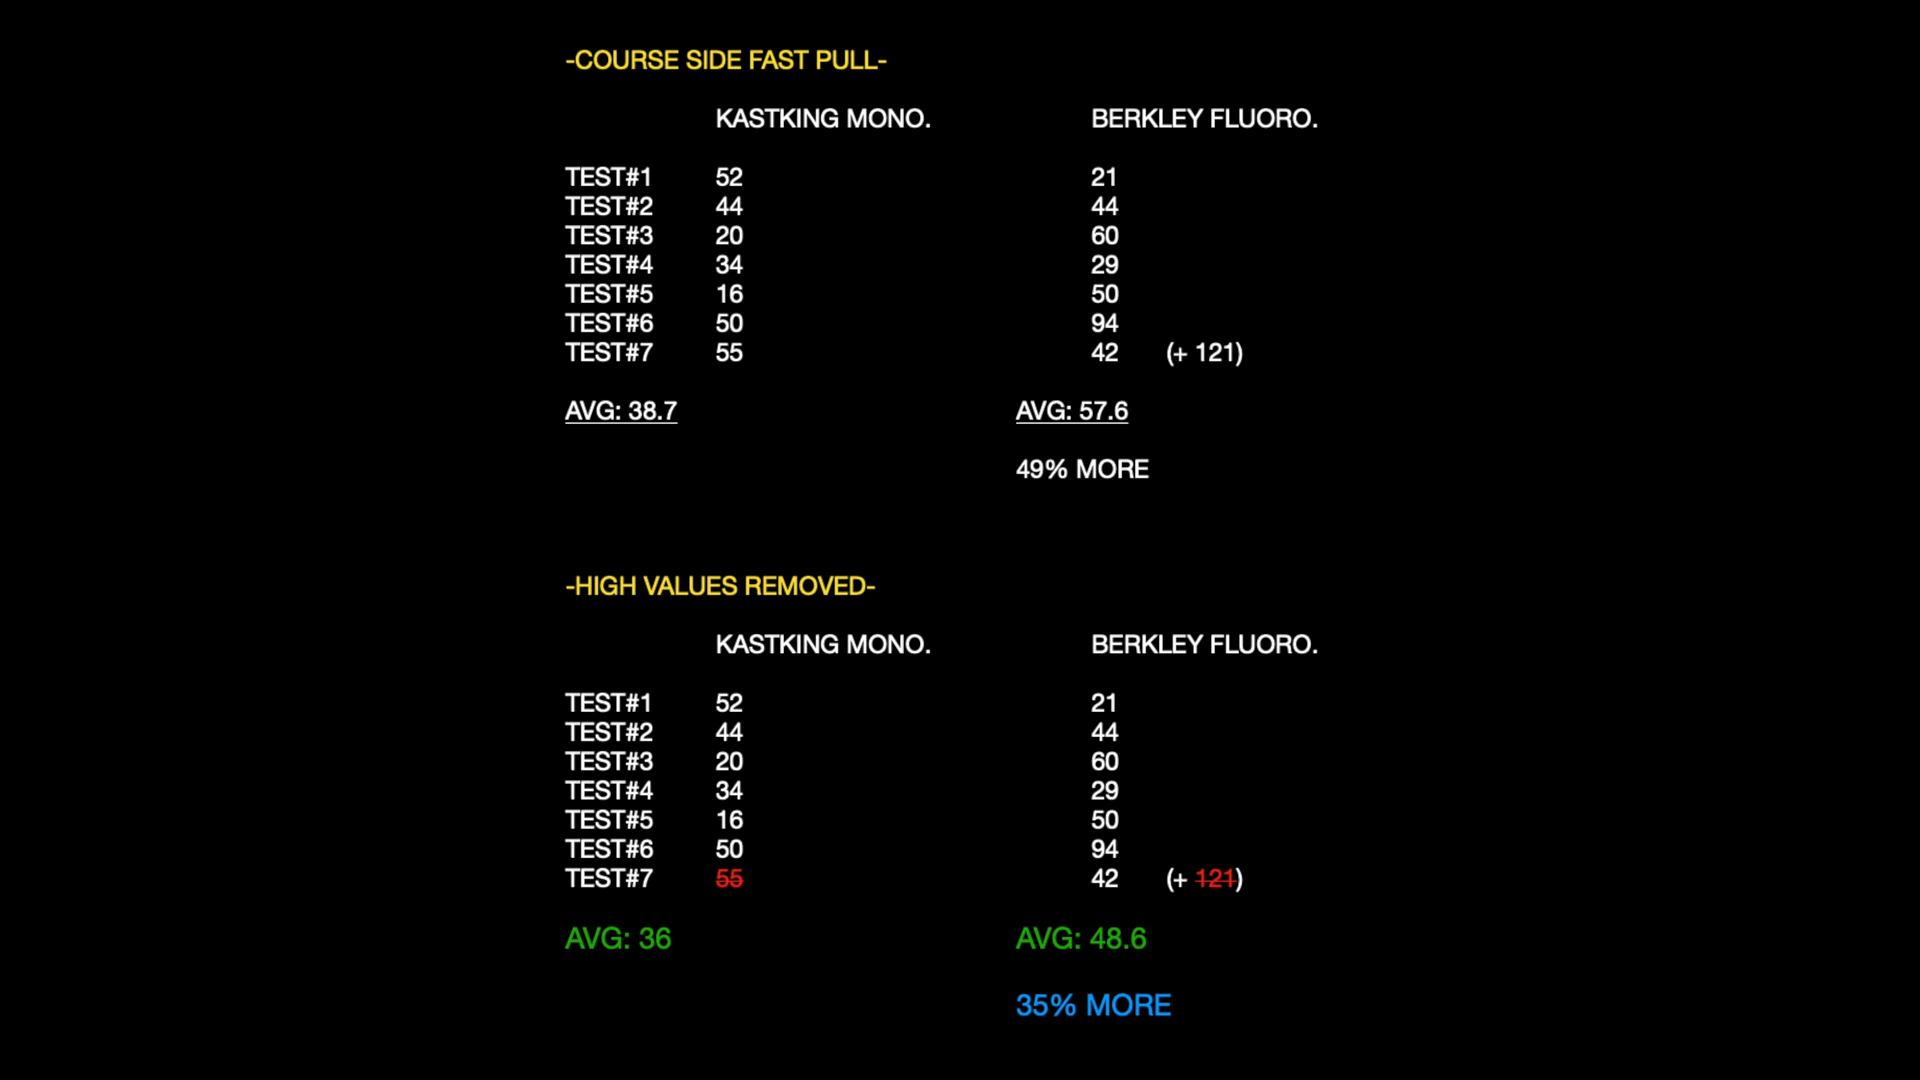 -COURSE SIDE FAST PULL-
KASTKING MONO. BERKLEY FLUORO.
TEST#1 52 21
TEST#2 44 44
TEST#3 20 60
TEST#4 34 29
TEST#5 16 50
TEST#6 50 94
TEST#7 55 42 (+ 121)
AVG: 38.7 AVG: 57.6
49% MORE
-HIGH VALUES REMOVED-
KASTKING MONO. BERKLEY FLUORO.
TEST#1 52 21
TEST#2 44 44
TEST#3 20 60
TEST#4 34 29
TEST#5 16 50
TEST#6 50 94
TEST#7 55 42 (+ 121)
AVG: 36 AVG: 48.6
35% MORE